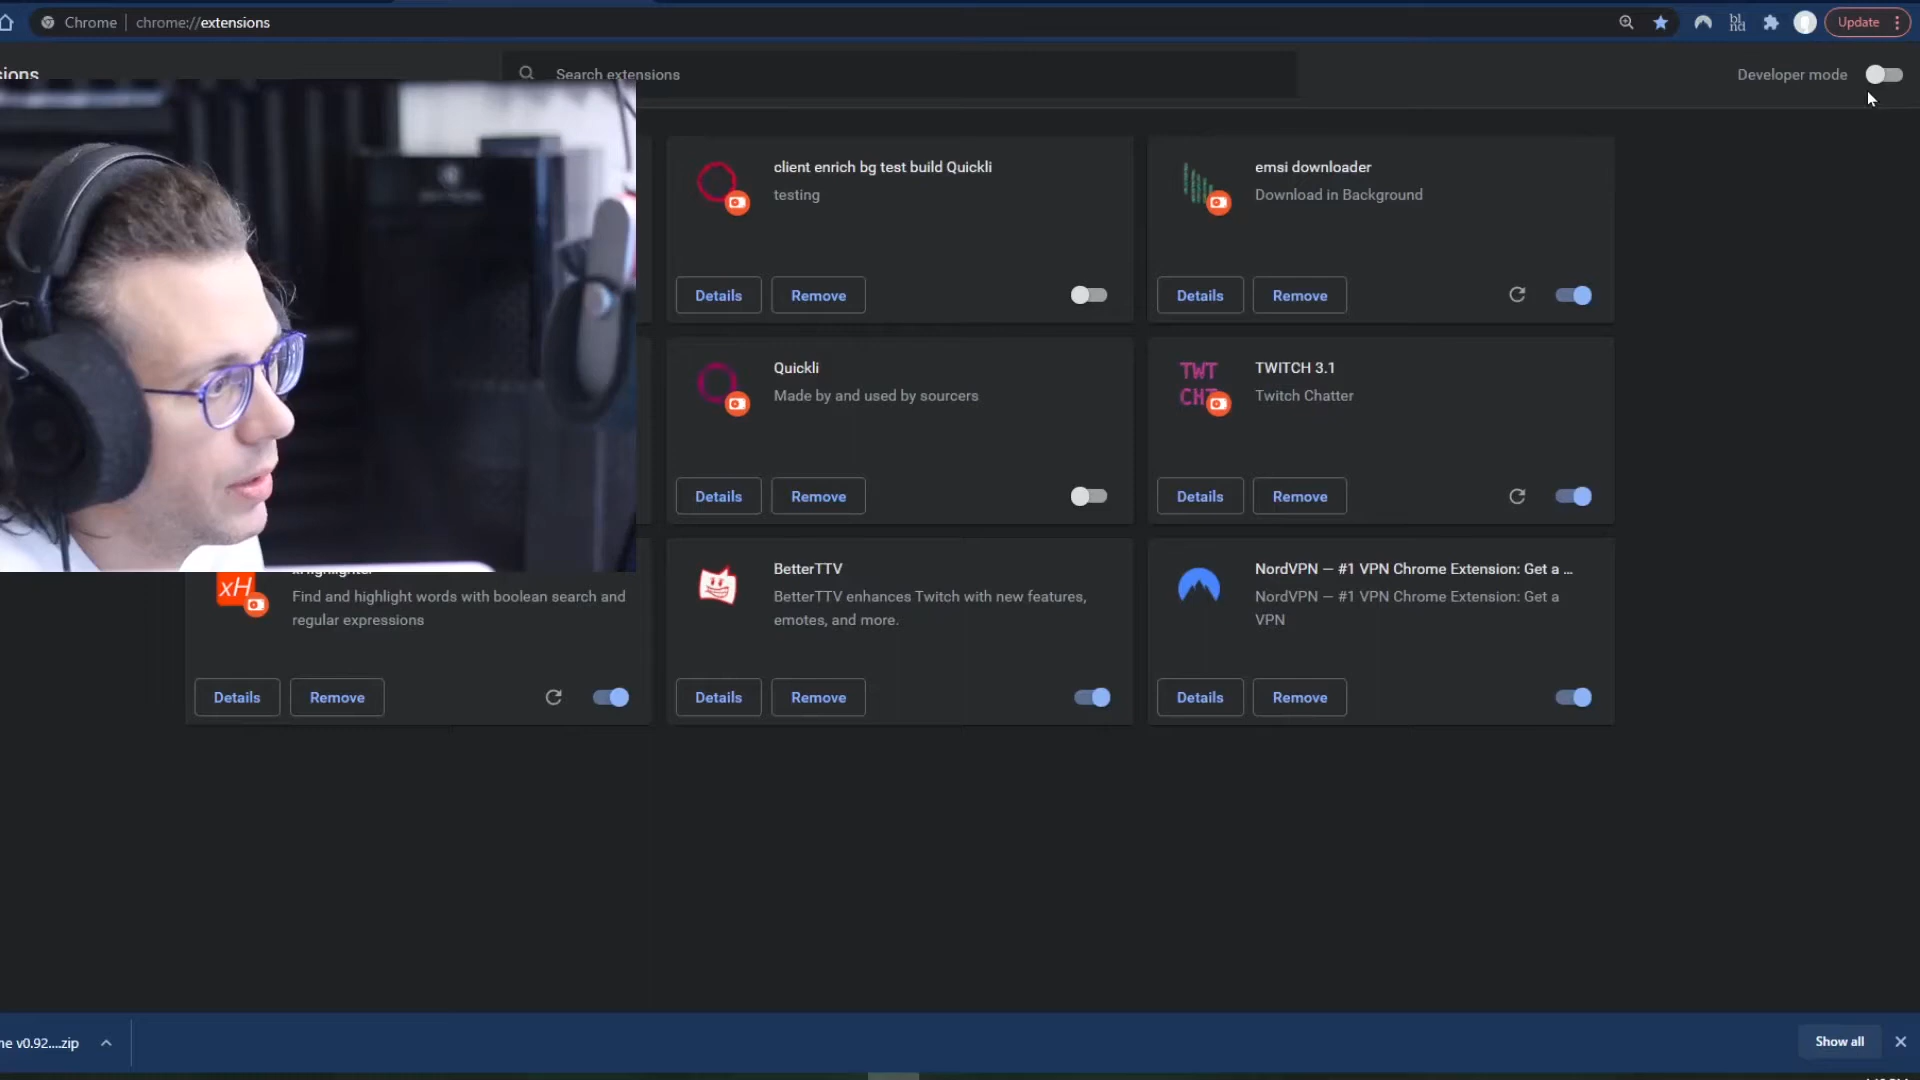 Chrome
chrome://extensions
Update
ions
Search extensions
Developer mode
client enrich bg test build Quickli
testing
Details
Remove
emsi downloader
Download in Background
Details
Remove
Quickli
Made by and used by sourcers
Details
Remove
TWT
TWITCH 3.1
Twitch Chatter
Details
Remove
xH
Find and highlight words with boolean search and
regular expressions
Details
Remove
BetterTTV
BetterTTV enhances Twitch with new features,
emotes, and more.
Details
Remove
NordVPN — #1 VPN Chrome Extension: Get a ...
NordVPN — #1 VPN Chrome Extension: Get a
VPN
Details
Remove
me v0.92....zip
Show all